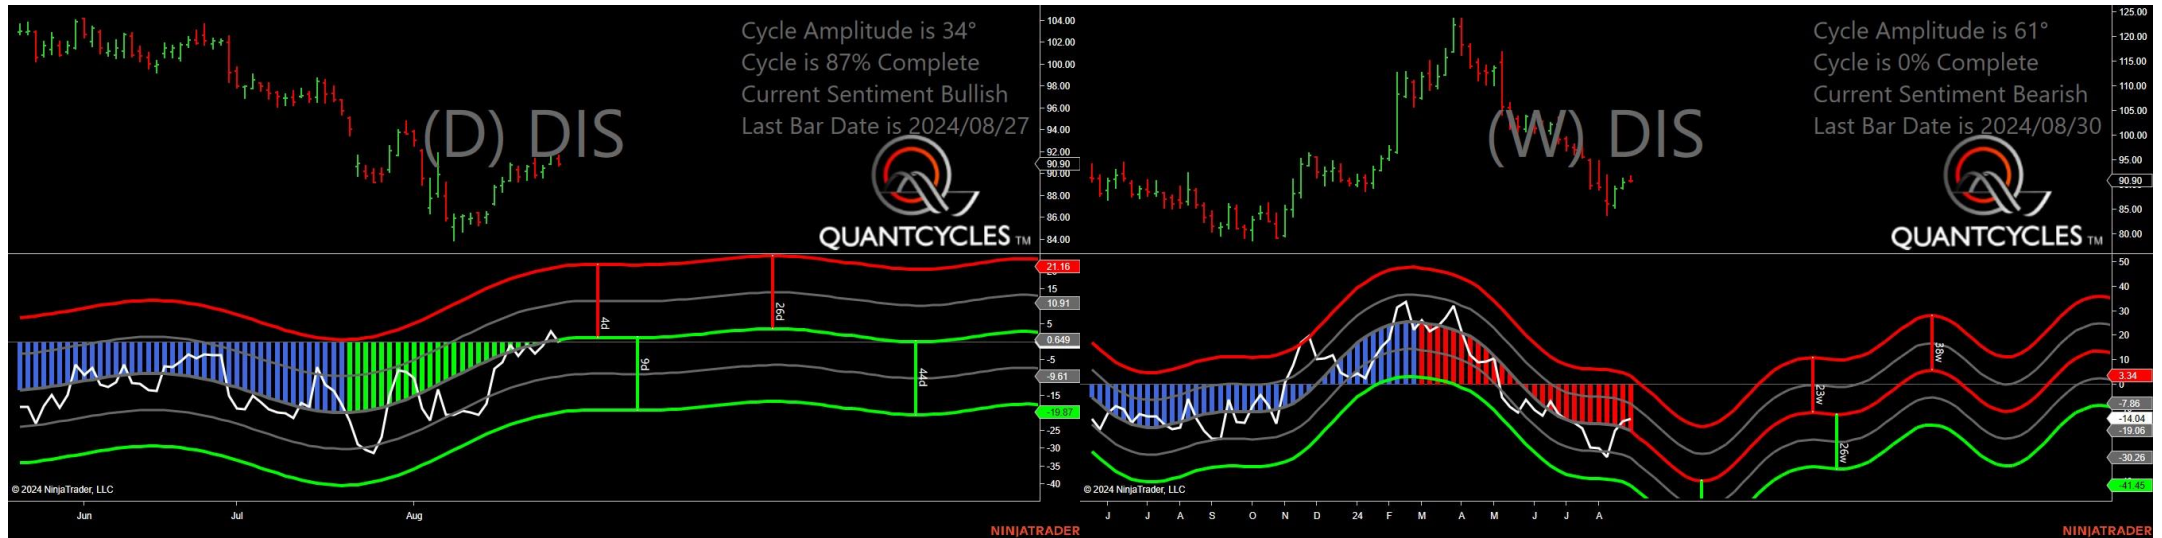 Cycle Amplitude is 34°
Cycle is 87% Complete
Current Sentiment Bullish
Last Bar Date is 2024/08/27
(D) DIS
QUANTCYCLES TM
104.00
102.00
100.00
98.00
96.00
94.00
92.00
90.90
90.00
88.00
86.00
84.00
21.16
15
10.91
5
0.649
-5
-9.61
-15
-19.87
-25
-30
-35
-40
4d
9d
26d
44d
© 2024 NinjaTrader, LLC
Jun Jul Aug
NINJATRADER
Cycle Amplitude is 61°
Cycle is 0% Complete
Current Sentiment Bearish
Last Bar Date is 2024/08/30
(W) DIS
QUANTCYCLES TM
125.00
120.00
115.00
110.00
105.00
100.00
95.00
90.90
85.00
80.00
50
40
30
20
10
3.34
0
-7.86
-14.04
-19.06
-30.26
-41.45
23w
26w
38w
© 2024 NinjaTrader, LLC
J J A S O N D 24 F M A M J J A
NINJATRADER